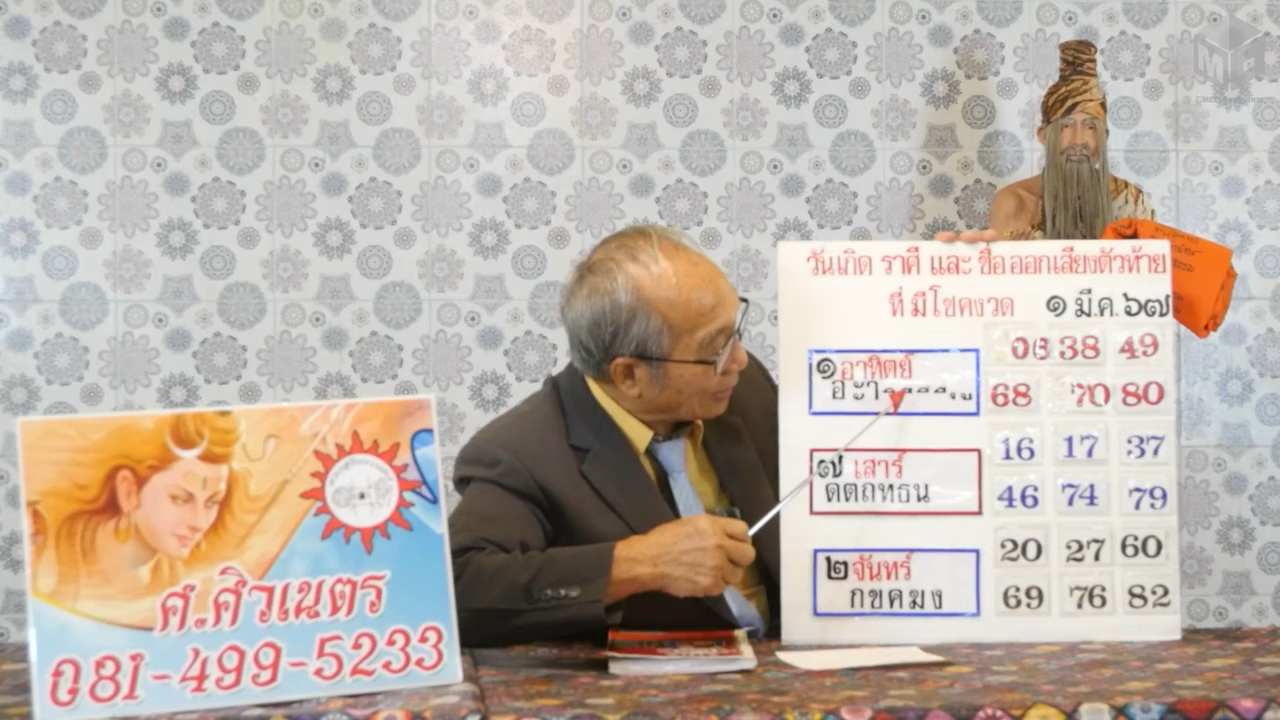 วันเกิด ราศี และ ชื่อออกเสียงตัวท้าย
ที่มีโชคงวด ๑ มี.ค.๖๗
06 38 49
๑ อาทิตย์
68 70 80
16 17 37
๗ เสาร์
ดตถทธน
46 74 79
20 27 60
๒ จันทร์
กขคฆง
69 76 82
ศ.ศิวเนตร
081-499-5233